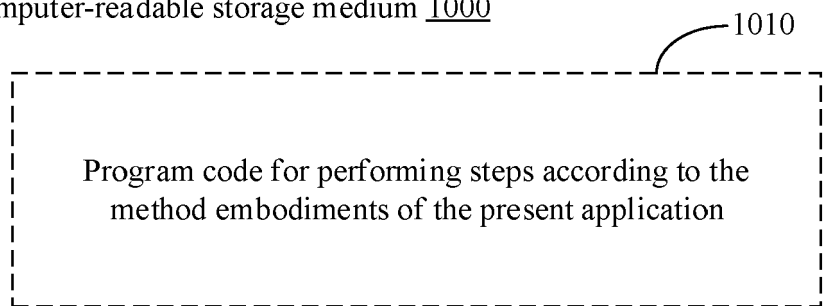 mputer-readable storage medium 1000
1010
Program code for performing steps according to the
method embodiments of the present application